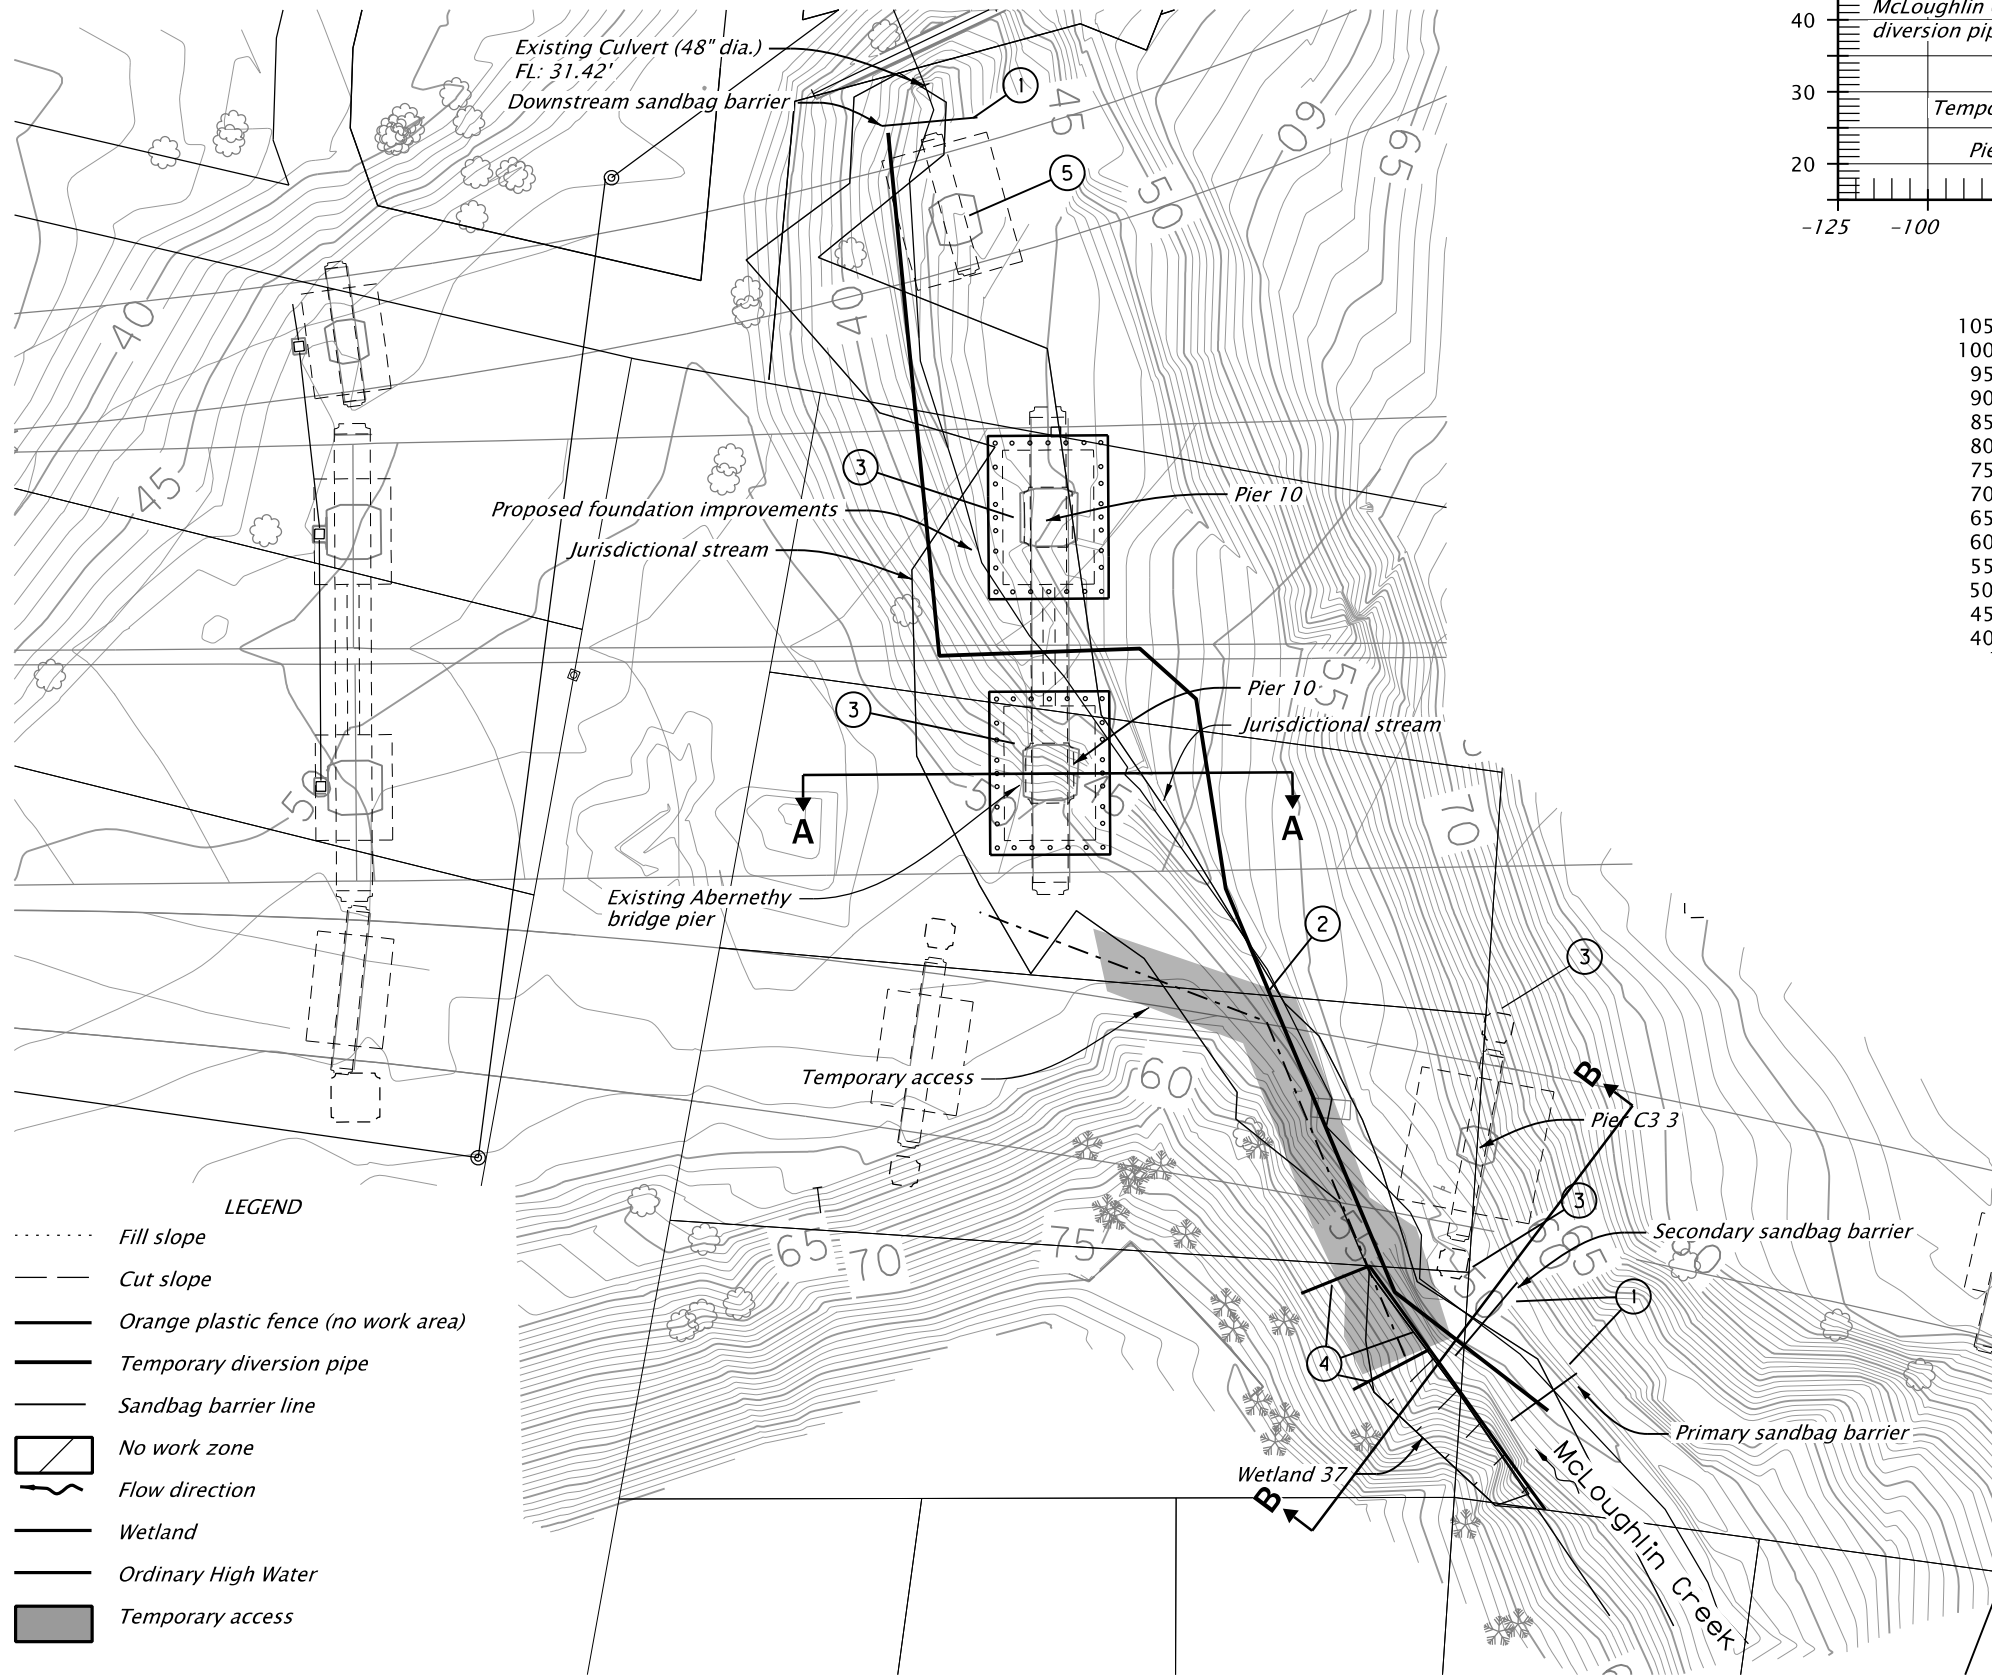 Existing Culvert (48" dia.)
FL: 31.42'
Downstream sandbag barrier
1
5
45
50
60
65
40
40
McLoughlin
diversion pip
30
Tempo
Pie
20
-125 -100
105
100
95
90
85
80
75
70
65
60
55
50
45
40
40
45
3
Pier 10
Proposed foundation improvements
Jurisdictional stream
3
Pier 10
Jurisdictional stream
55
50
55
45
70
A
A
Existing Abernethy
bridge pier
2
3
Temporary access
60
B
Pier C3 3
3
Secondary sandbag barrier
65
70
75
55
50
60
65
1
4
Primary sandbag barrier
Wetland 37
B
McLoughlin Creek
LEGEND
Fill slope
Cut slope
Orange plastic fence (no work area)
Temporary diversion pipe
Sandbag barrier line
No work zone
Flow direction
Wetland
Ordinary High Water
Temporary access